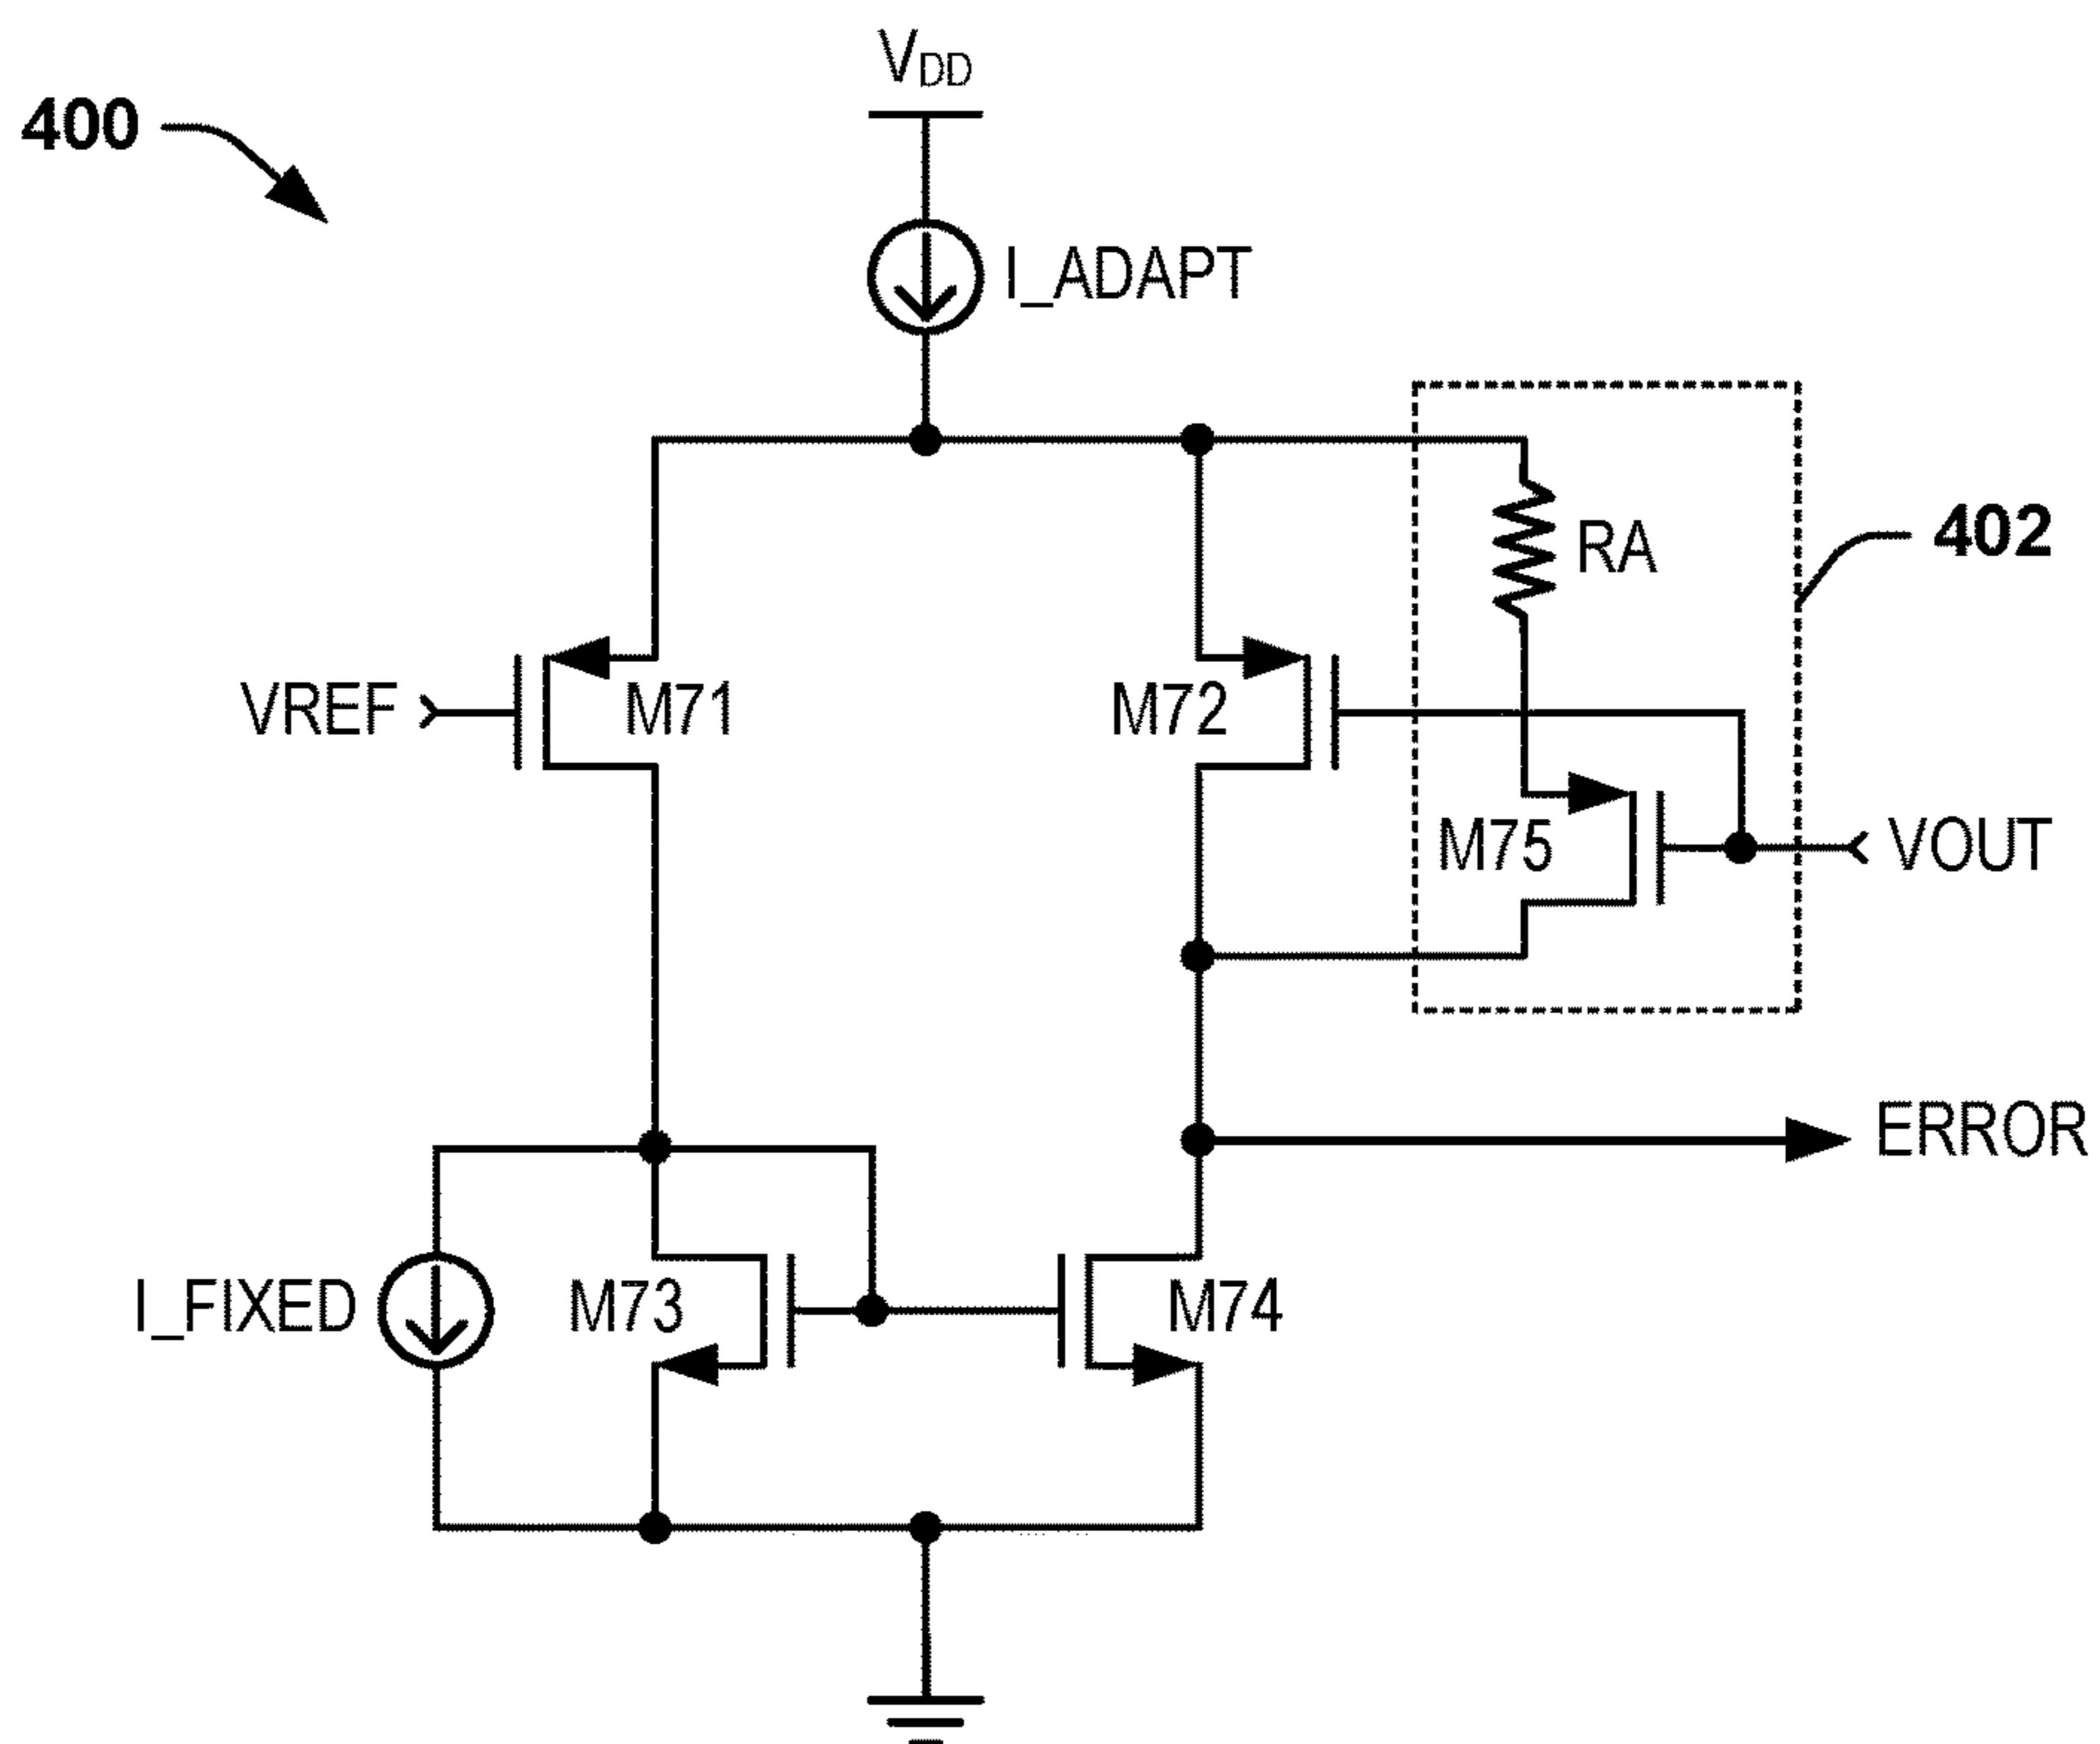 VDD
400
I_ADAPT
402
RA
VREF
M71
M72
M75
VOUT
ERROR
I_FIXED
M73
M74